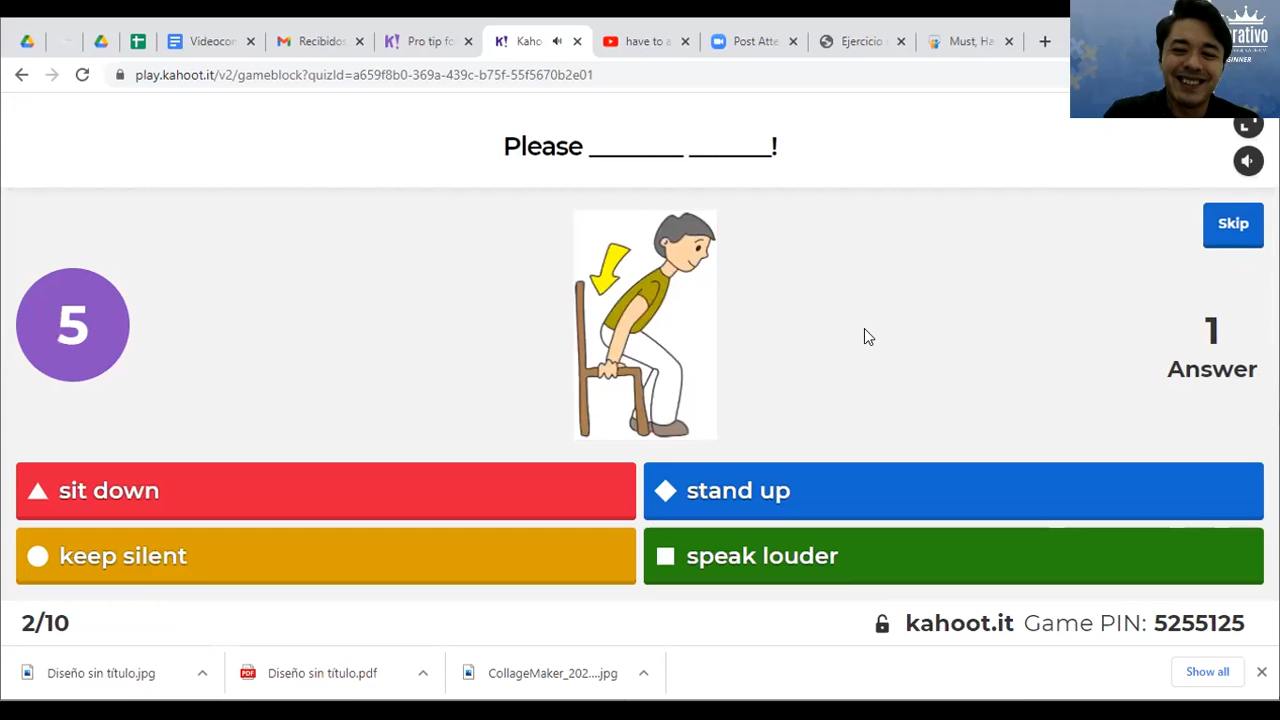 Videocon
Recibidos
K! Pro tip fo
K! Kaho
have to a
Post Atte
Ejercicio
Must, Ha
rativo
GINNER
play.kahoot.it/v2/gameblock?quizId=a659f8b0-369a-439c-b75f-55f5670b2e01
Please ________ _______!
Skip
5
1
Answer
sit down
stand up
keep silent
speak louder
2/10
kahoot.it Game PIN: 5255125
Diseño sin título.jpg
PDF
Diseño sin título.pdf
CollageMaker_202....jpg
Show all